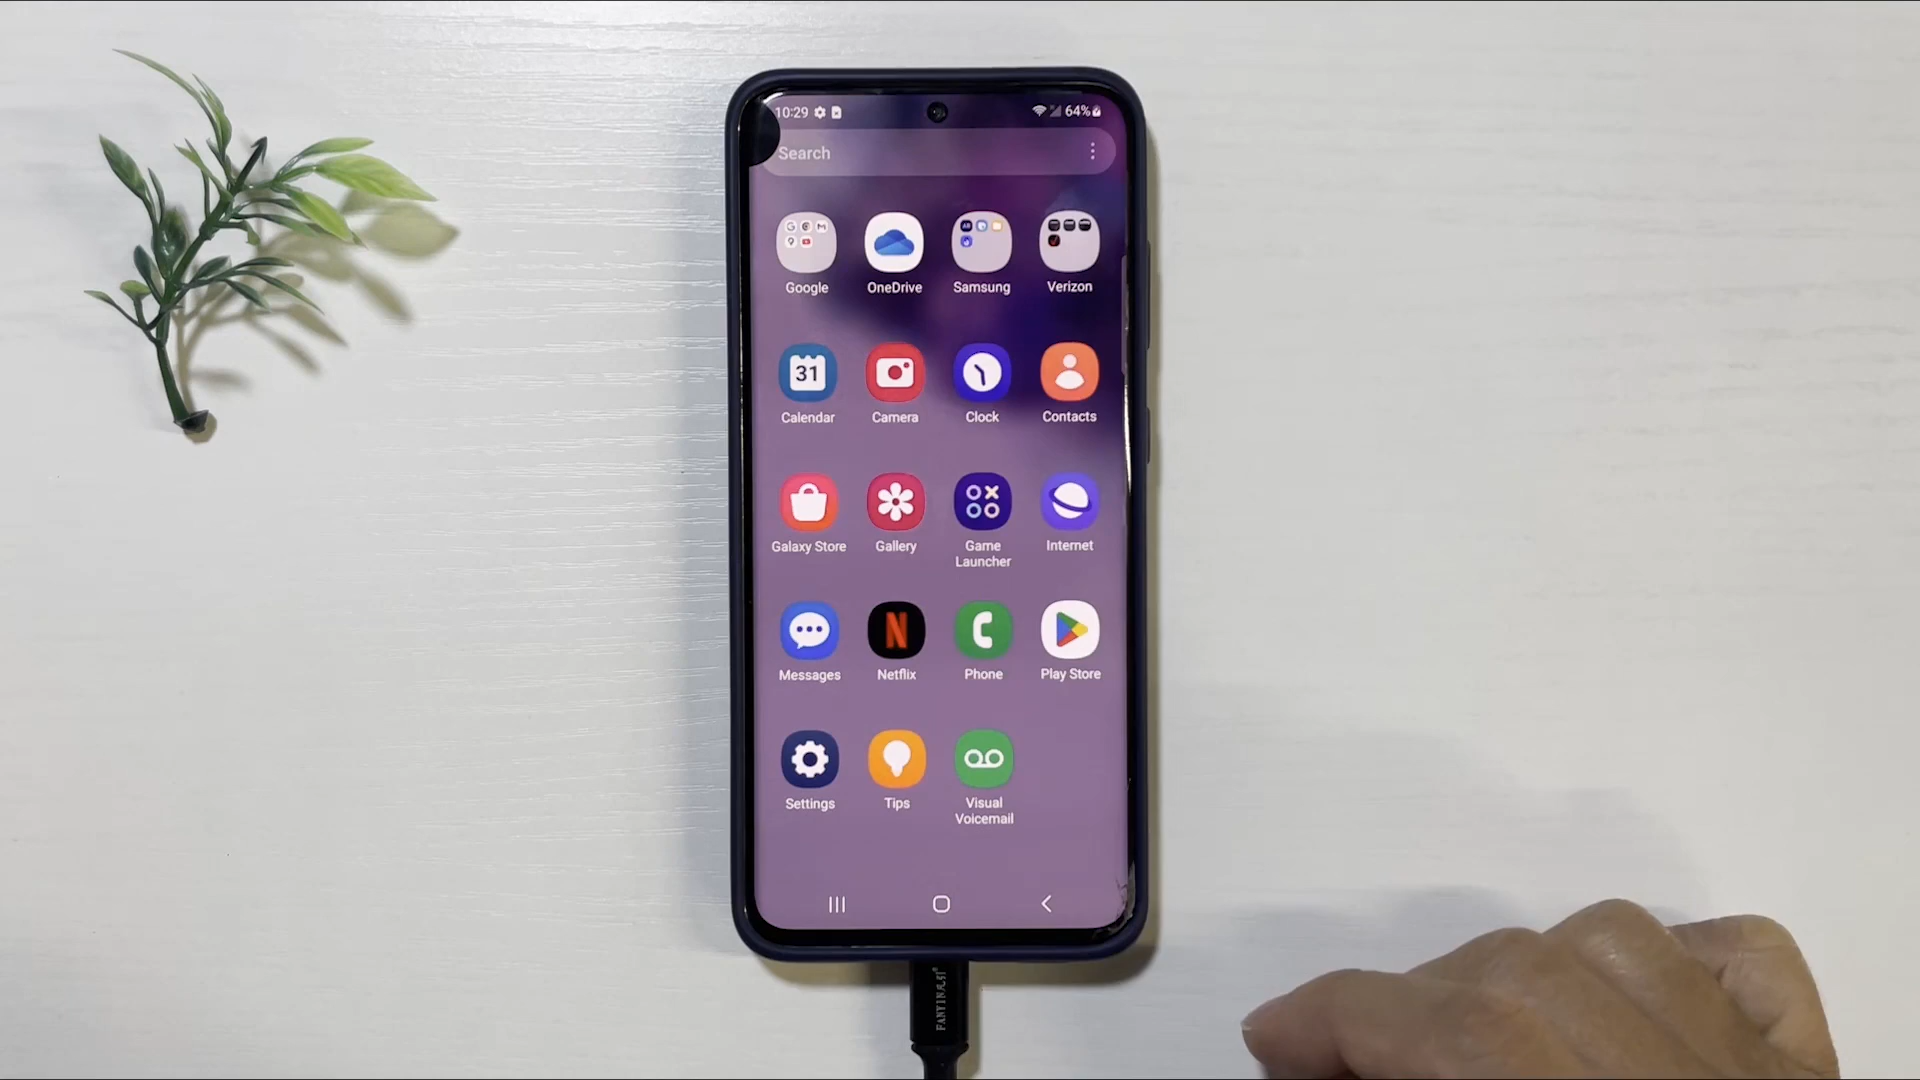 10:29
64%
Search
Google
OneDrive
Samsung
Verizon
31
Calendar
Camera
Clock
Contacts
Galaxy Store
Gallery
Game
Launcher
Internet
Messages
N
Netflix
Phone
Play Store
Settings
Tips
Visual
Voicemail